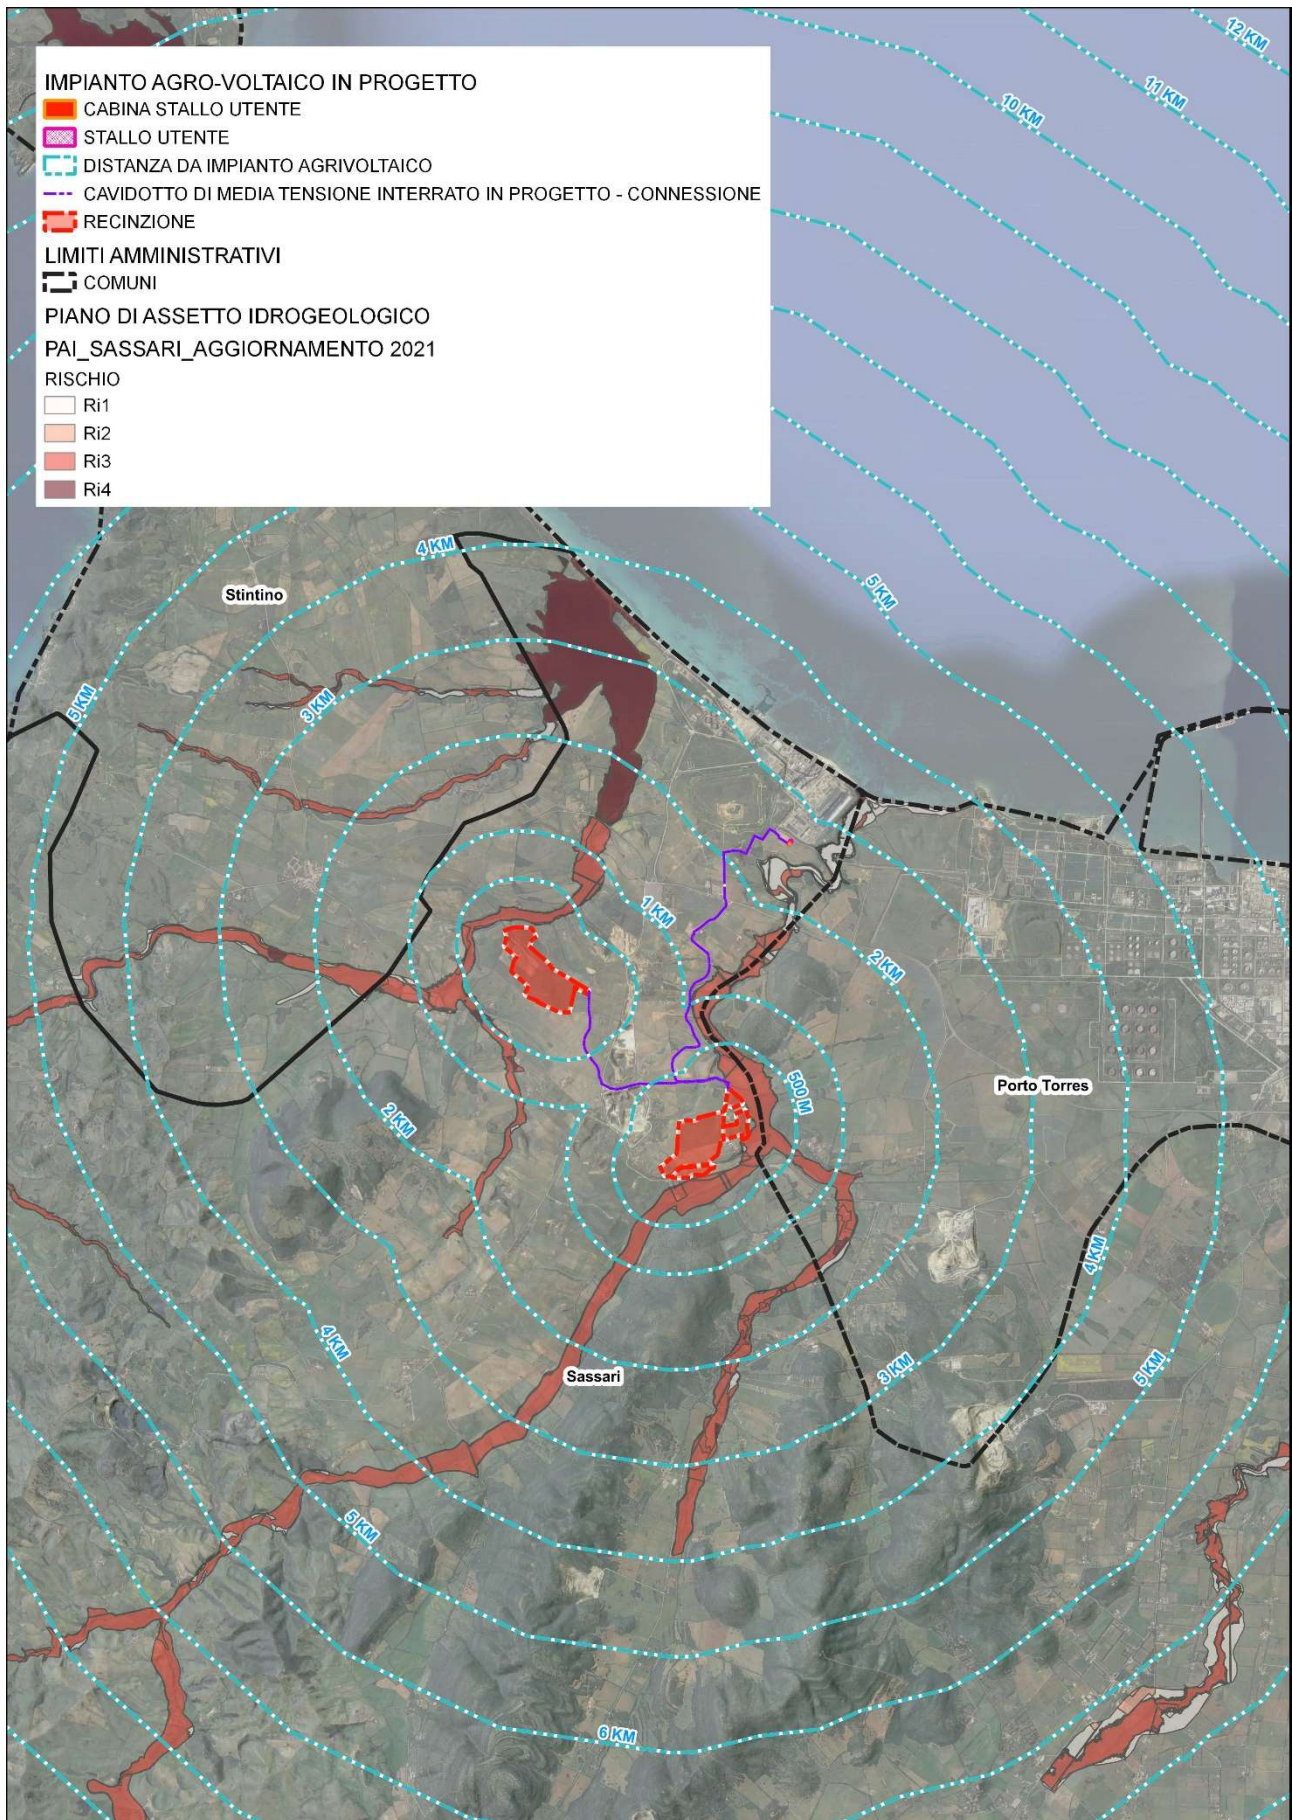 12 KM
11 KM
10 KM
IMPIANTO AGRO-VOLTAICO IN PROGETTO
CABINA STALLO UTENTE
STALLO UTENTE
DISTANZA DA IMPIANTO AGRIVOLTAICO
CAVIDOTTO DI MEDIA TENSIONE INTERRATO IN PROGETTO - CONNESSIONE
RECINZIONE
LIMITI AMMINISTRATIVI
COMUNI
PIANO DI ASSETTO IDROGEOLOGICO
PAI_SASSARI_AGGIORNAMENTO 2021
RISCHIO
Ri1
Ri2
Ri3
Ri4
4 KM
5 KM
Stintino
5 KM
3 KM
1 KM
2 KM
500 M
Porto Torres
2 KM
4 KM
4 KM
3 KM
5 KM
Sassari
5 KM
6 KM